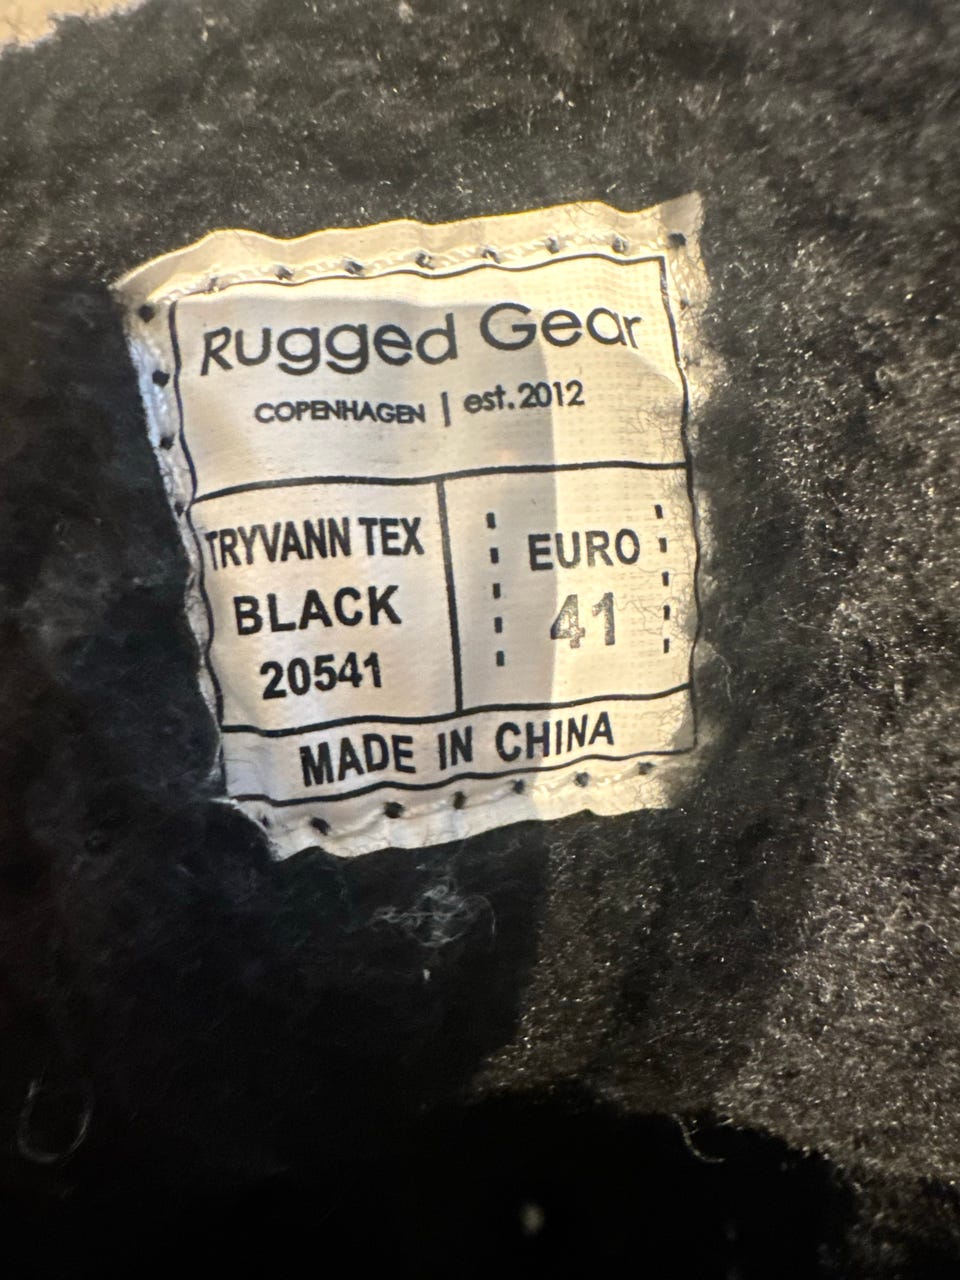 Rugged Gear
COPENHAGEN | est.2012
TRYVANN TEX
BLACK
20541
EURO
41
MADE IN CHINA